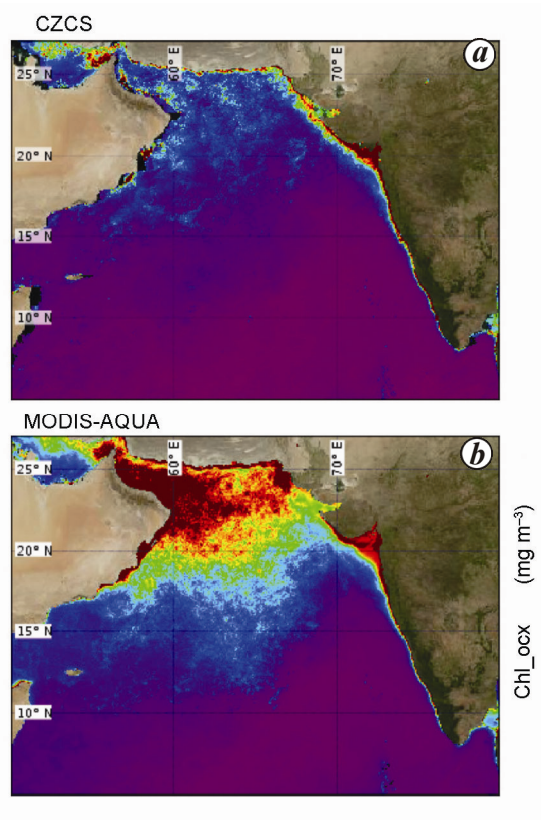 CZCS
a
60° E
70° E
25° N
20° N
15° N
10° N
MODIS-AQUA
b
60° E
70° E
25° N
20° N
15° N
10° N
Chl_ocx (mg m⁻³)